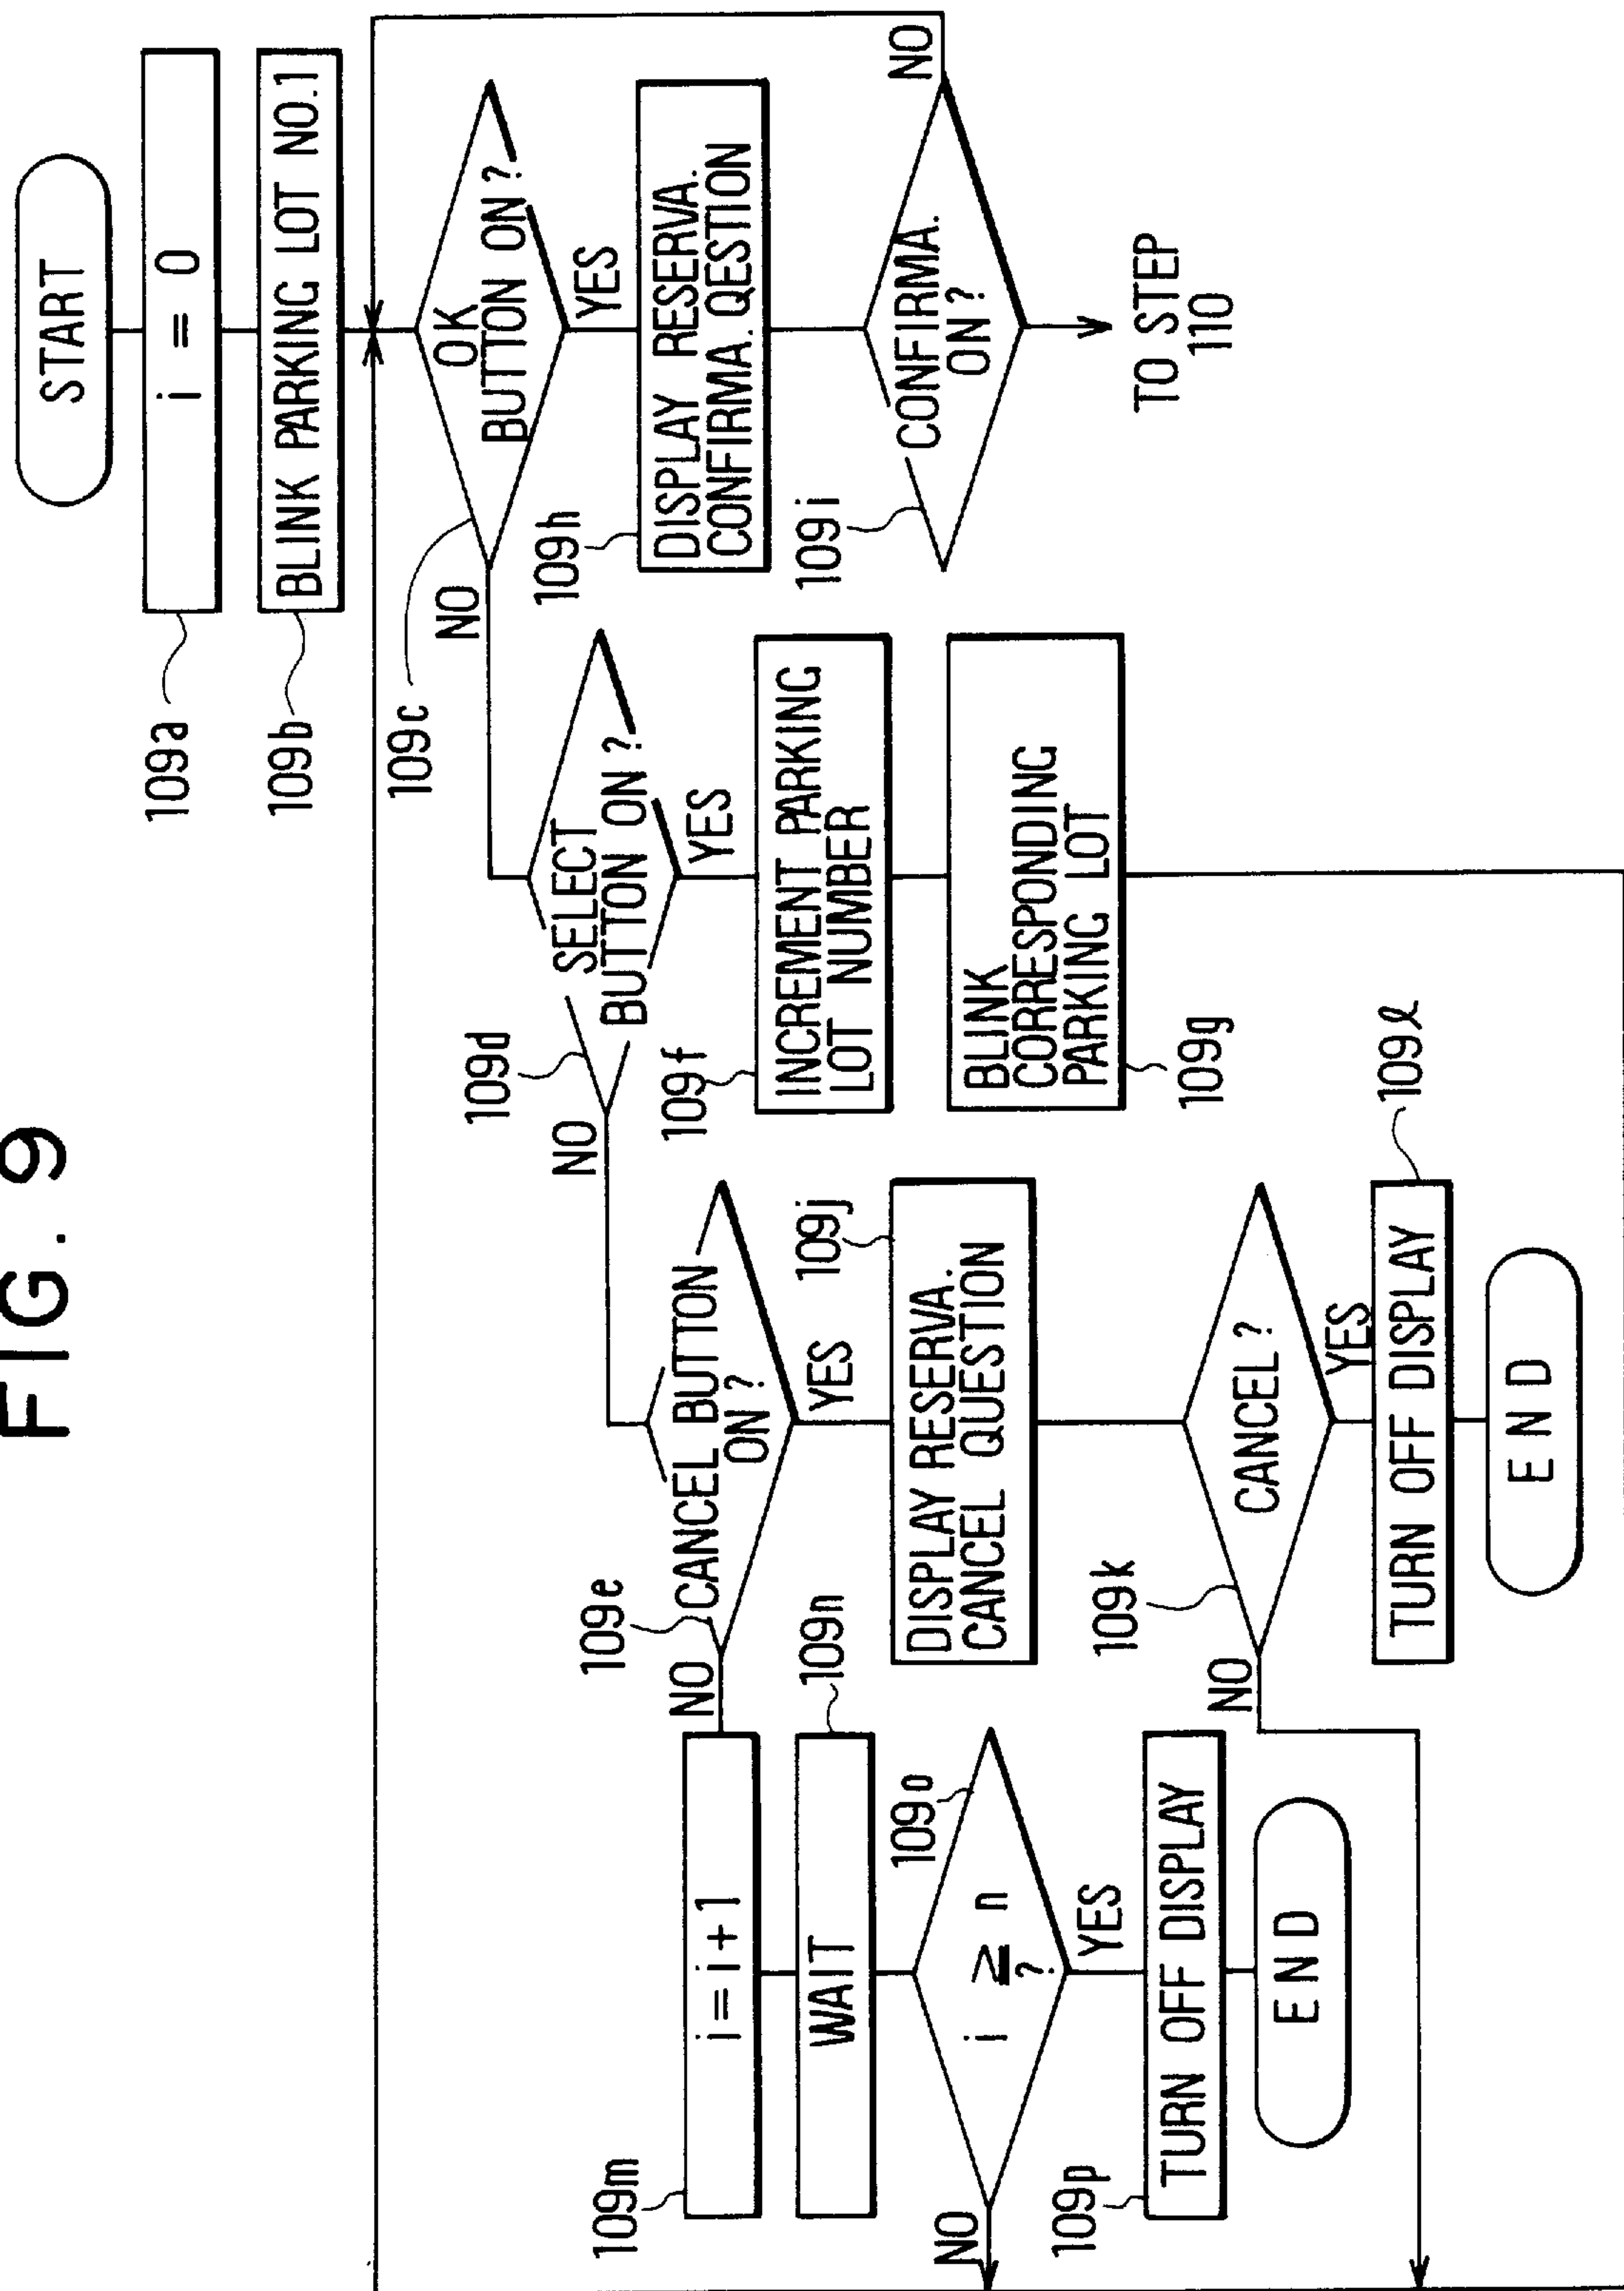 FIG. 9
START
109a
i = 0
109b
BLINK PARKING LOT NO.1
109c
OK
BUTTON ON ?
NO
YES
109h
DISPLAY RESERVA.
CONFIRMA. QESTION
109i
CONFIRMA.
ON ?
NO
TO STEP
110
109d
SELECT
BUTTON ON ?
NO
YES
109f
INCREMENT PARKING
LOT NUMBER
BLINK
CORRESPONDING
PARKING LOT
109g
109e
CANCEL BUTTON
ON ?
NO
YES
109j
DISPLAY RESERVA.
CANCEL QUESTION
109k
CANCEL ?
NO
YES
109ℓ
TURN OFF DISPLAY
END
109m
i = i + 1
109n
WAIT
109o
i ≧ n
?
NO
YES
109p
TURN OFF DISPLAY
END